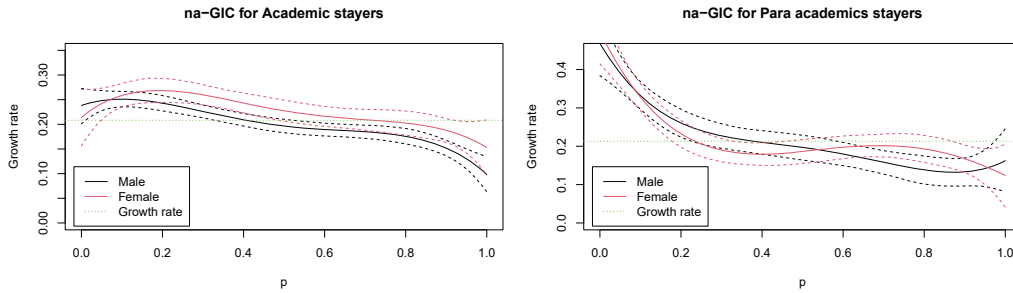 na−GIC for Academic stayers
Growth rate
0.00
0.10
0.20
0.30
Male
Female
Growth rate
0.0
0.2
0.4
0.6
0.8
1.0
p
na−GIC for Para academics stayers
Growth rate
0.0
0.1
0.2
0.3
0.4
Male
Female
Growth rate
0.0
0.2
0.4
0.6
0.8
1.0
p